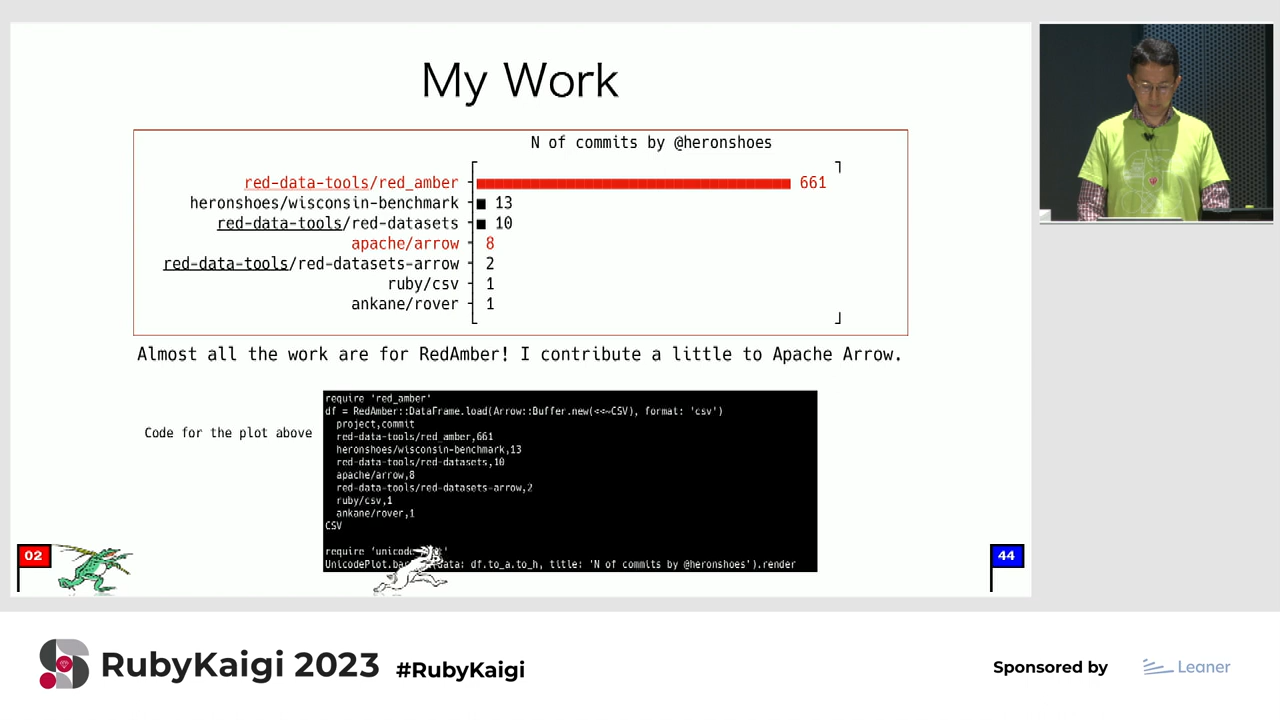 My Work
N of commits by @heronshoes
red-data-tools/red_amber 661
heronshoes/wisconsin-benchmark 13
red-data-tools/red-datasets 10
apache/arrow 8
red-data-tools/red-datasets-arrow 2
ruby/csv 1
ankane/rover 1
Almost all the work are for RedAmber! I contribute a little to Apache Arrow.
Code for the plot above
require 'red_amber'
df = RedAmber::DataFrame.load(Arrow::Buffer.new(<<~CSV), format: 'csv')
project,commit
red-data-tools/red_amber,661
heronshoes/wisconsin-benchmark,13
red-data-tools/red-datasets,10
apache/arrow,8
red-data-tools/red-datasets-arrow,2
ruby/csv,1
ankane/rover,1
CSV
require
data: df.to_a.to_h, title: 'N of commits by @heronshoes').render
02
44
RubyKaigi 2023 #RubyKaigi
Sponsored by Leaner